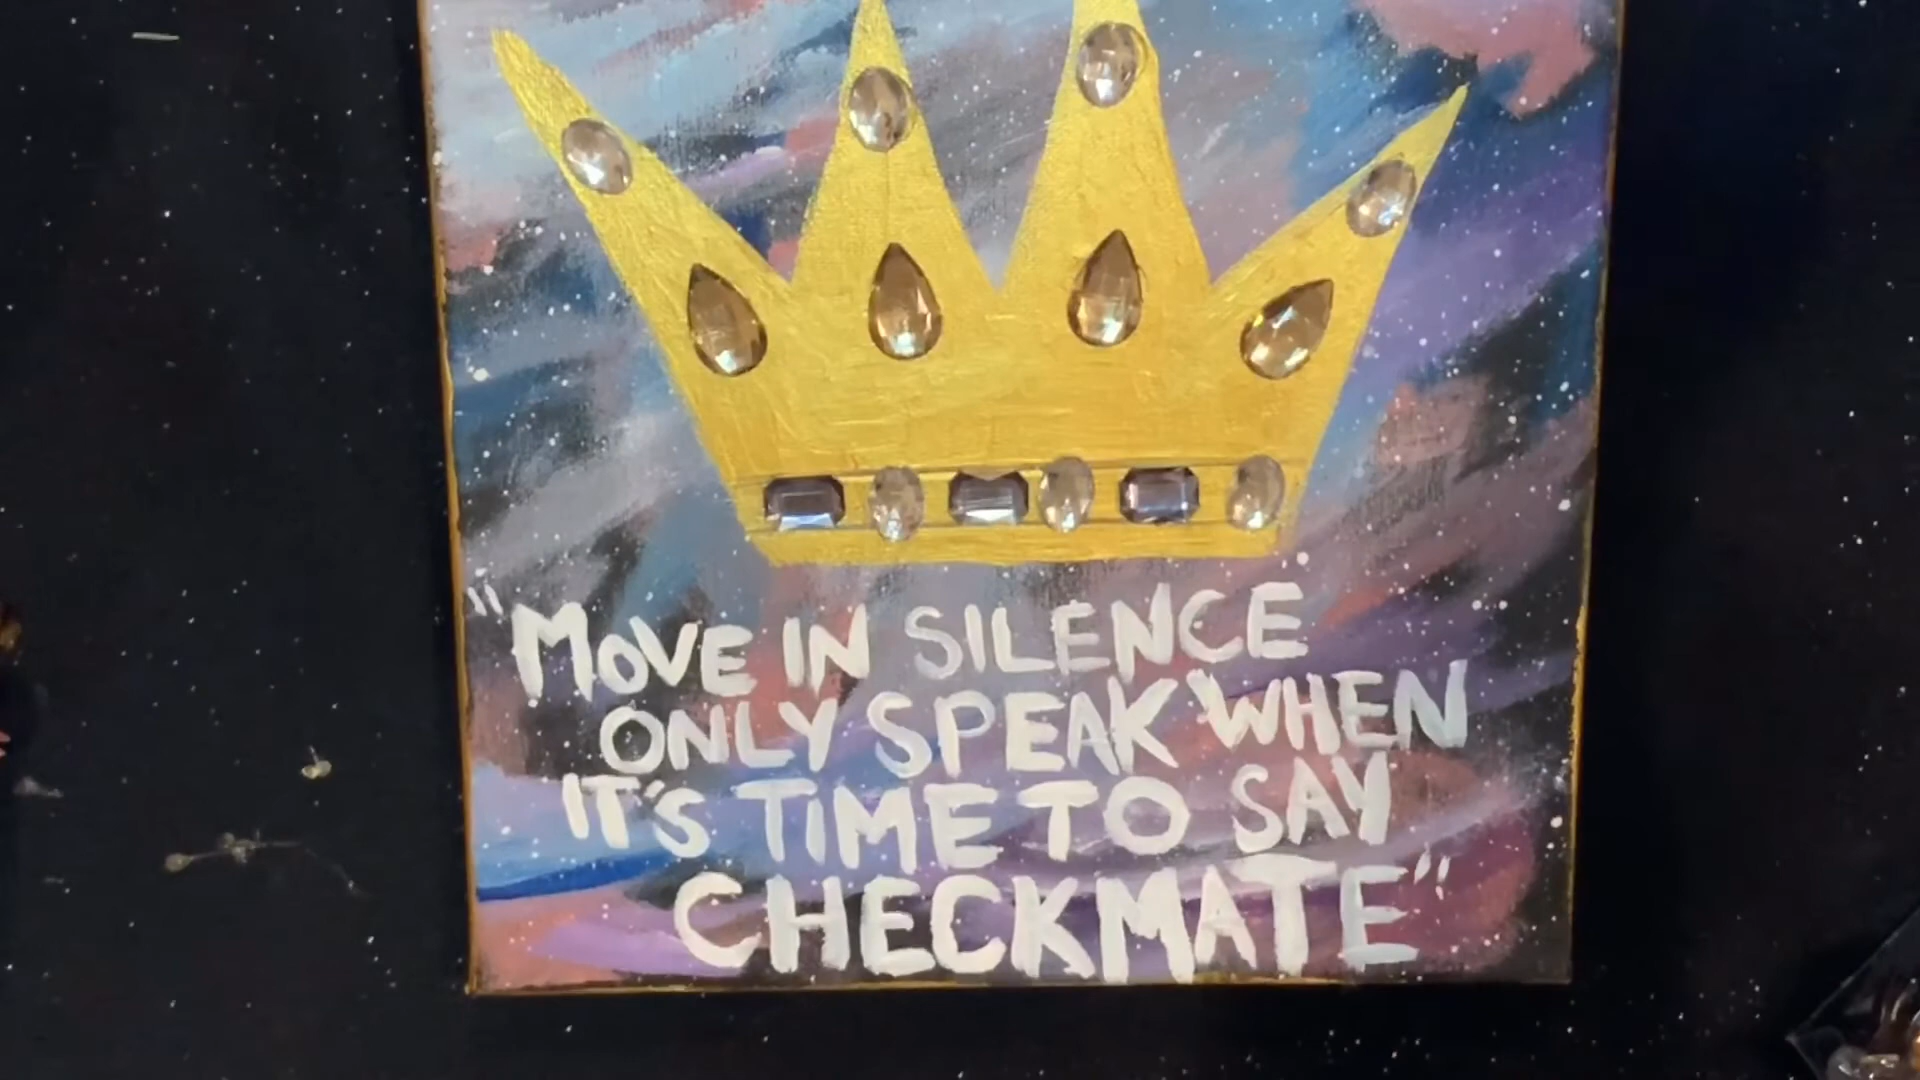 "MOVE IN SILENCE
ONLY SPEAK WHEN
IT'S TIME TO SAY
CHECKMATE"